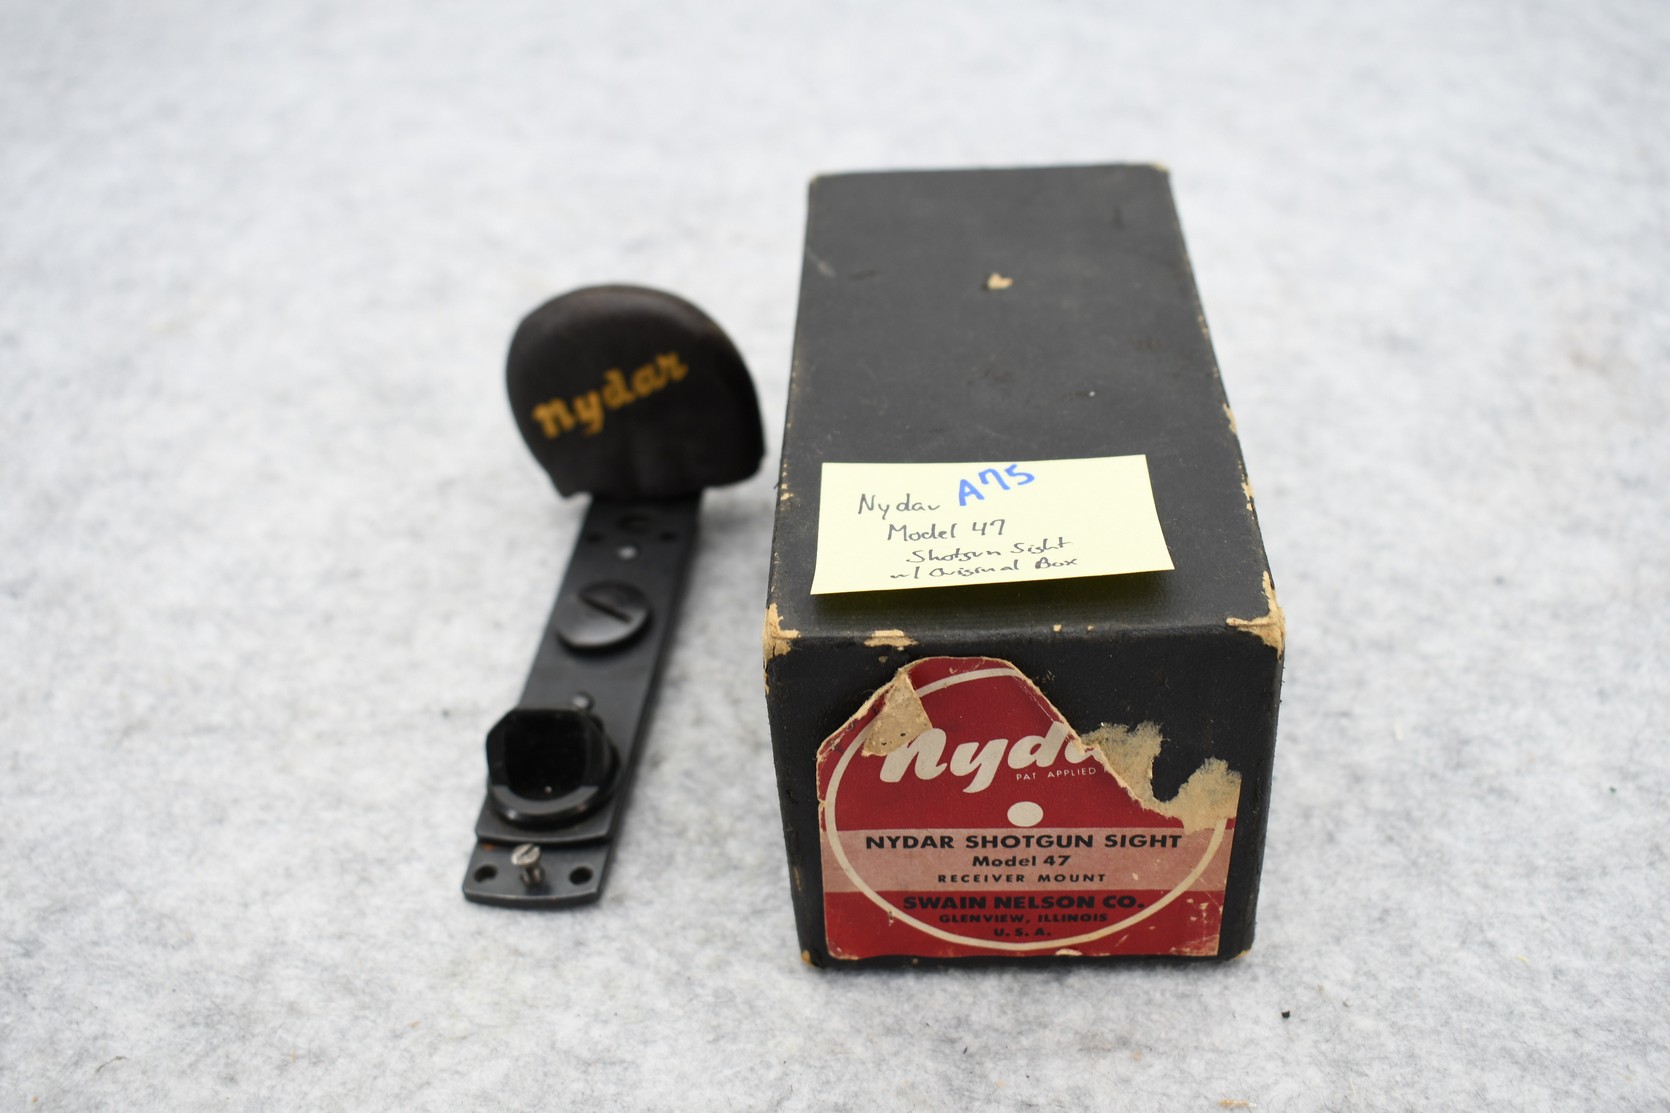 Nydar
Nydar A75
Model 47
Shotgun Sight
w/ Original Box
Nyda
PAT APPLIED
NYDAR SHOTGUN SIGHT
Model 47
RECEIVER MOUNT
SWAIN NELSON CO.
GLENVIEW, ILLINOIS
U. S. A.